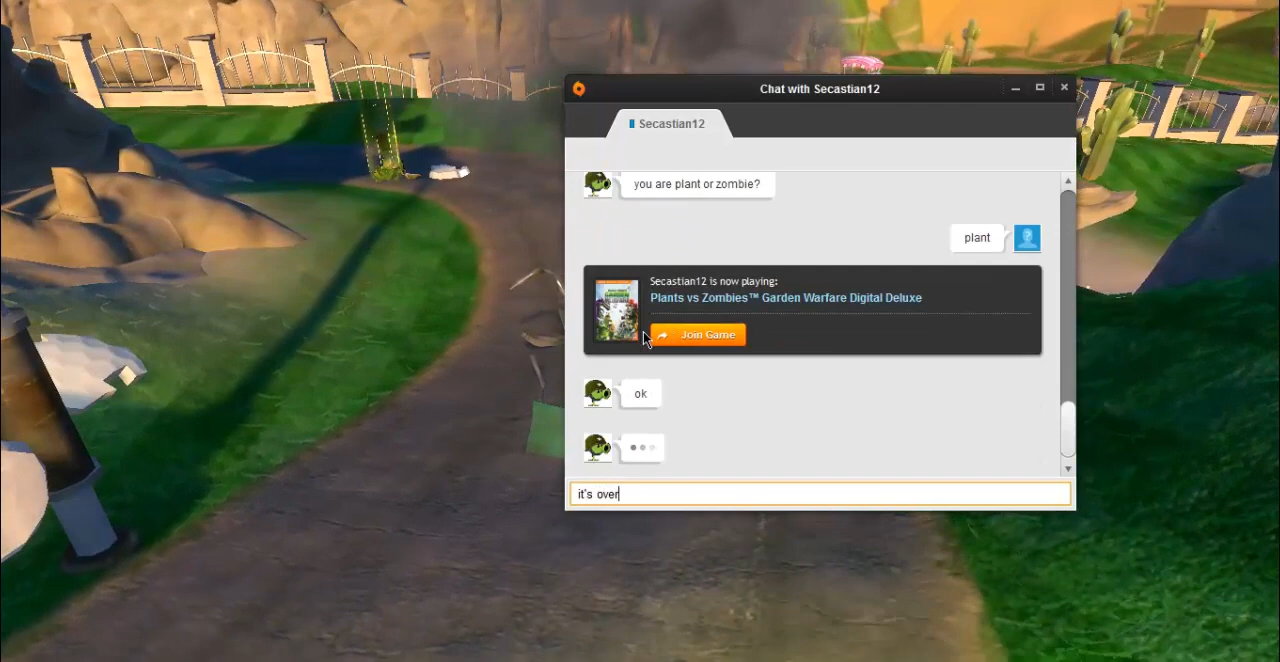 Chat with Secastian12
Secastian12
you are plant or zombie?
plant
Secastian12 is now playing:
Plants vs Zombies™ Garden Warfare Digital Deluxe
Join Game
ok
it's over